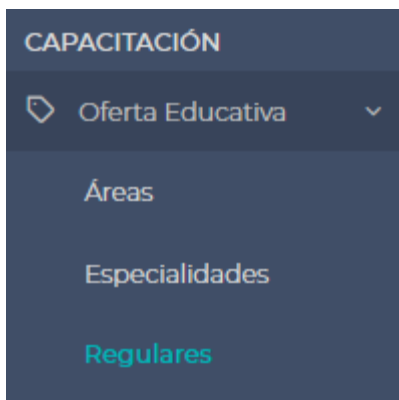 CAPACITACIÓN
Oferta Educativa
Áreas
Especialidades
Regulares